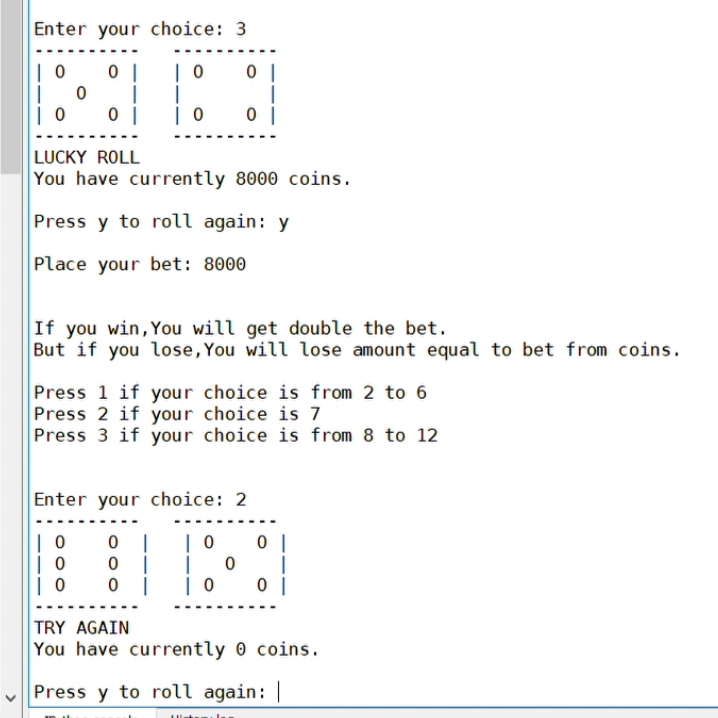 Enter your choice: 3
---------- ----------
| 0     0 |   | 0    0 |
|    0    |   |        |
| 0     0 |   | 0    0 |
---------- ----------
LUCKY ROLL
You have currently 8000 coins.
Press y to roll again: y
Place your bet: 8000
If you win,You will get double the bet.
But if you lose,You will lose amount equal to bet from coins.
Press 1 if your choice is from 2 to 6
Press 2 if your choice is 7
Press 3 if your choice is from 8 to 12
Enter your choice: 2
---------- ----------
| 0    0  |   | 0    0 |
| 0    0  |   |   0    |
| 0    0  |   | 0    0 |
---------- ----------
TRY AGAIN
You have currently 0 coins.
Press y to roll again: